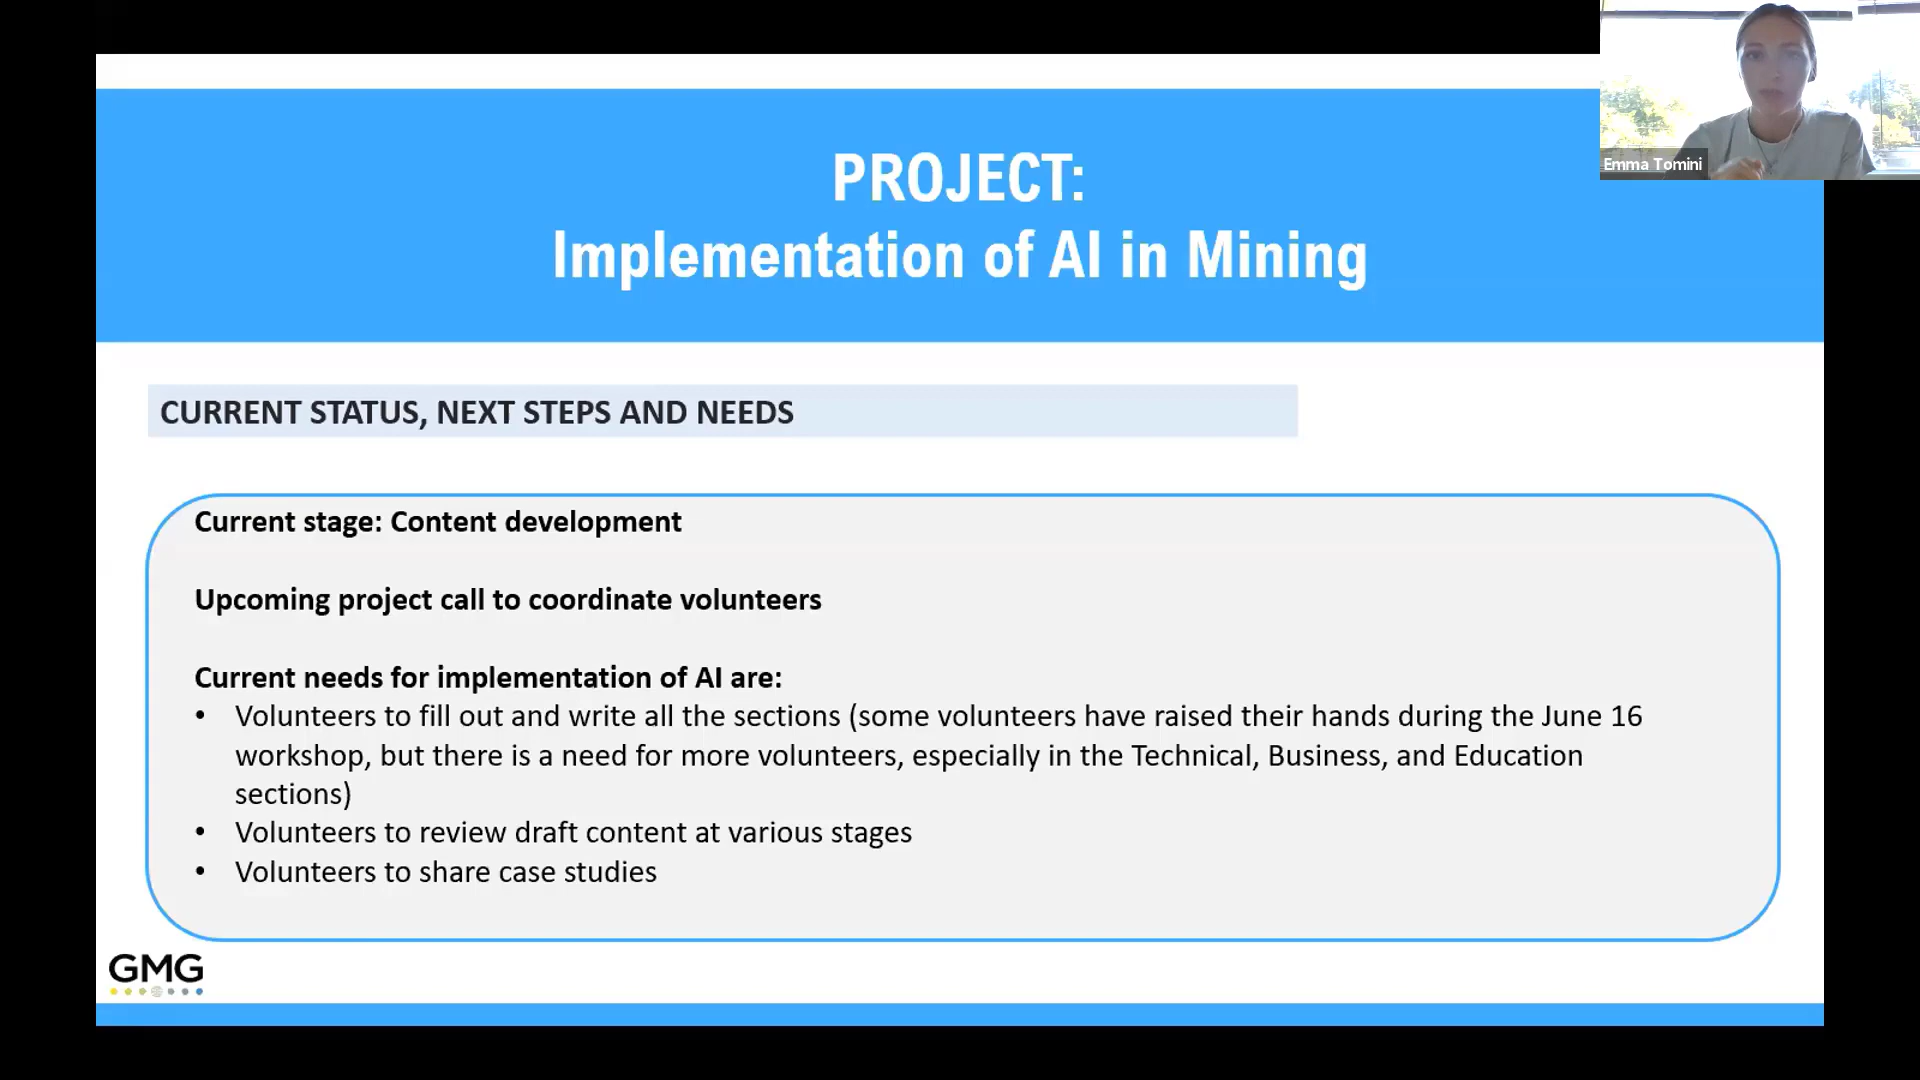 Emma Tomini
PROJECT:
Implementation of AI in Mining
CURRENT STATUS, NEXT STEPS AND NEEDS
Current stage: Content development
Upcoming project call to coordinate volunteers
Current needs for implementation of AI are:
• Volunteers to fill out and write all the sections (some volunteers have raised their hands during the June 16
workshop, but there is a need for more volunteers, especially in the Technical, Business, and Education
sections)
• Volunteers to review draft content at various stages
• Volunteers to share case studies
GMG